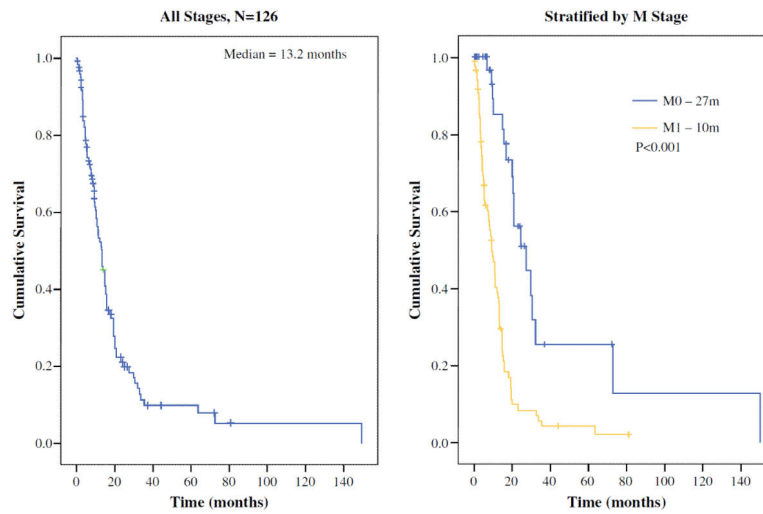 All Stages, N=126
Median = 13.2 months
Cumulative Survival
1.0
0.8
0.6
0.4
0.2
0.0
0 20 40 60 80 100 120 140
Time (months)
Stratified by M Stage
M0 – 27m
M1 – 10m
P<0.001
Cumulative Survival
1.0
0.8
0.6
0.4
0.2
0.0
0 20 40 60 80 100 120 140
Time (months)